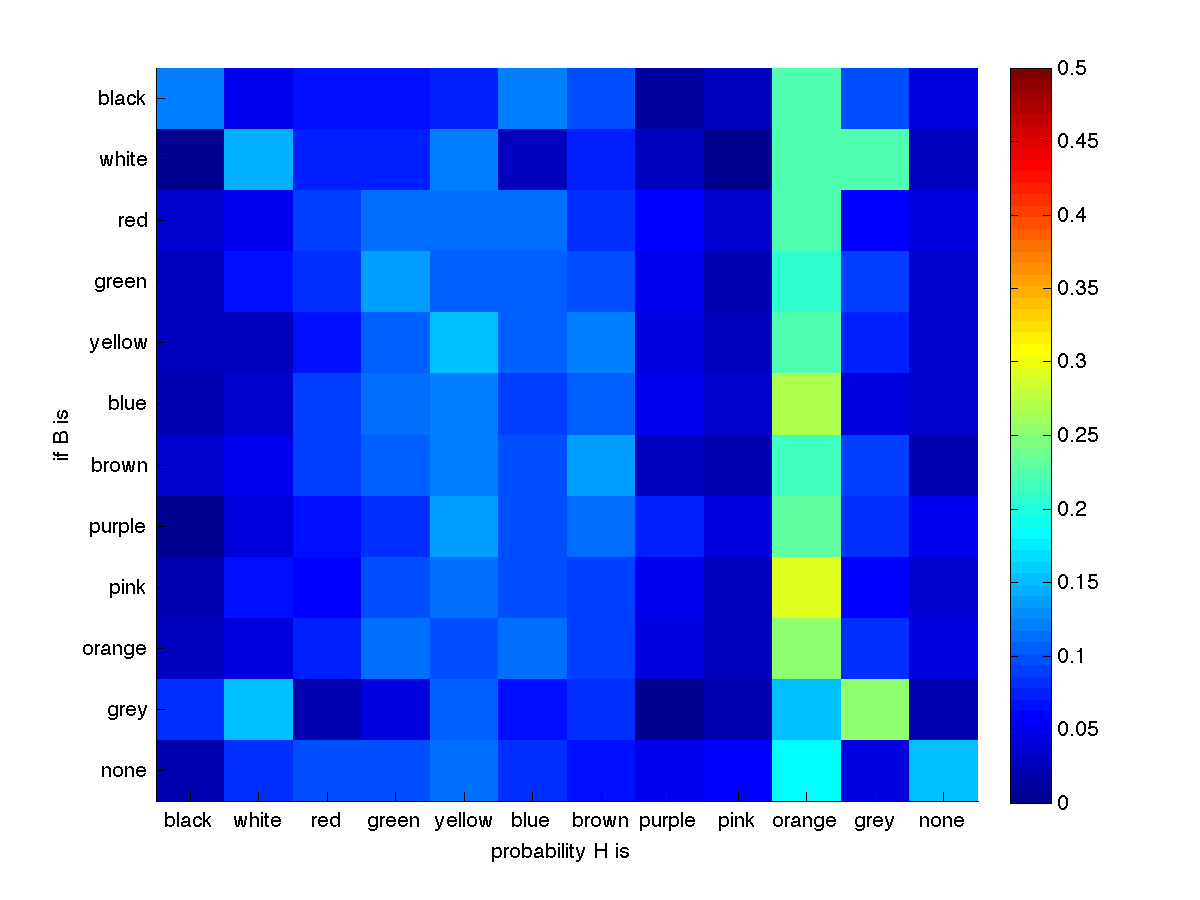 black
white
red
green
yellow
blue
brown
purple
pink
orange
grey
none
if B is
black white red green yellow blue brown purple pink orange grey none
probability H is
0.5
0.45
0.4
0.35
0.3
0.25
0.2
0.15
0.1
0.05
0